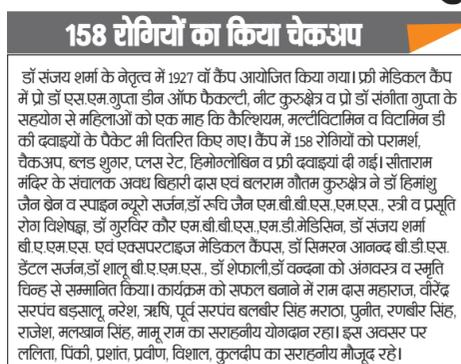 158 रोगियों का किया चेकअप
डॉ संजय शर्मा के नेतृत्व में 1927 वॉ कैंप आयोजित किया गया। फ्री मेडिकल कैंप
में प्रो डॉ एस.एम.गुप्ता डीन ऑफ फैकल्टी, नीट कुरुक्षेत्र व प्रो डॉ संगीता गुप्ता के
सहयोग से महिलाओं को एक माह कि कैल्शियम, मल्टीविटामिन व विटामिन डी
की दवाइयों के पैकेट भी वितरित किए गए। कैंप में 158 रोगियों को परामर्श,
चैकअप, ब्लड शुगर, प्लस रेट, हिमोग्लोबिन व फ्री दवाइयां दी गई। सीताराम
मंदिर के संचालक अवध बिहारी दास एवं बलराम गौतम कुरुक्षेत्र ने डॉ हिमांशु
जैन ब्रेन व स्पाइन न्यूरो सर्जन,डॉ रूचि जैन एम.बी.बी.एस.,एम.एस., स्त्री व प्रसूति
रोग विशेषज्ञ, डॉ गुरविर कौर एम.बी.बी.एस.,एम.डी.मेडिसिन, डॉ संजय शर्मा
बी.ए.एम.एस. एवं एक्सपरटाइज मेडिकल कैंपस, डॉ सिमरन आनन्द बी.डी.एस.
डेंटल सर्जन,डॉ शालू बी.ए.एम.एस., डॉ शेफाली,डॉ वन्दना को अंगवस्त्र व स्मृति
चिन्ह से सम्मानित किया। कार्यक्रम को सफल बनाने में राम दास महाराज, वीरेंद्र
सरपंच बड़सालू, नरेश, ऋषि, पूर्व सरपंच बलबीर सिंह मराठा, पुनीत, रणबीर सिंह,
राजेश, मलखान सिंह, मामू राम का सराहनीय योगदान रहा। इस अवसर पर
ललिता, पिंकी, प्रशांत, प्रवीण, विशाल, कुलदीप का सराहनीय मौजूद रहे।